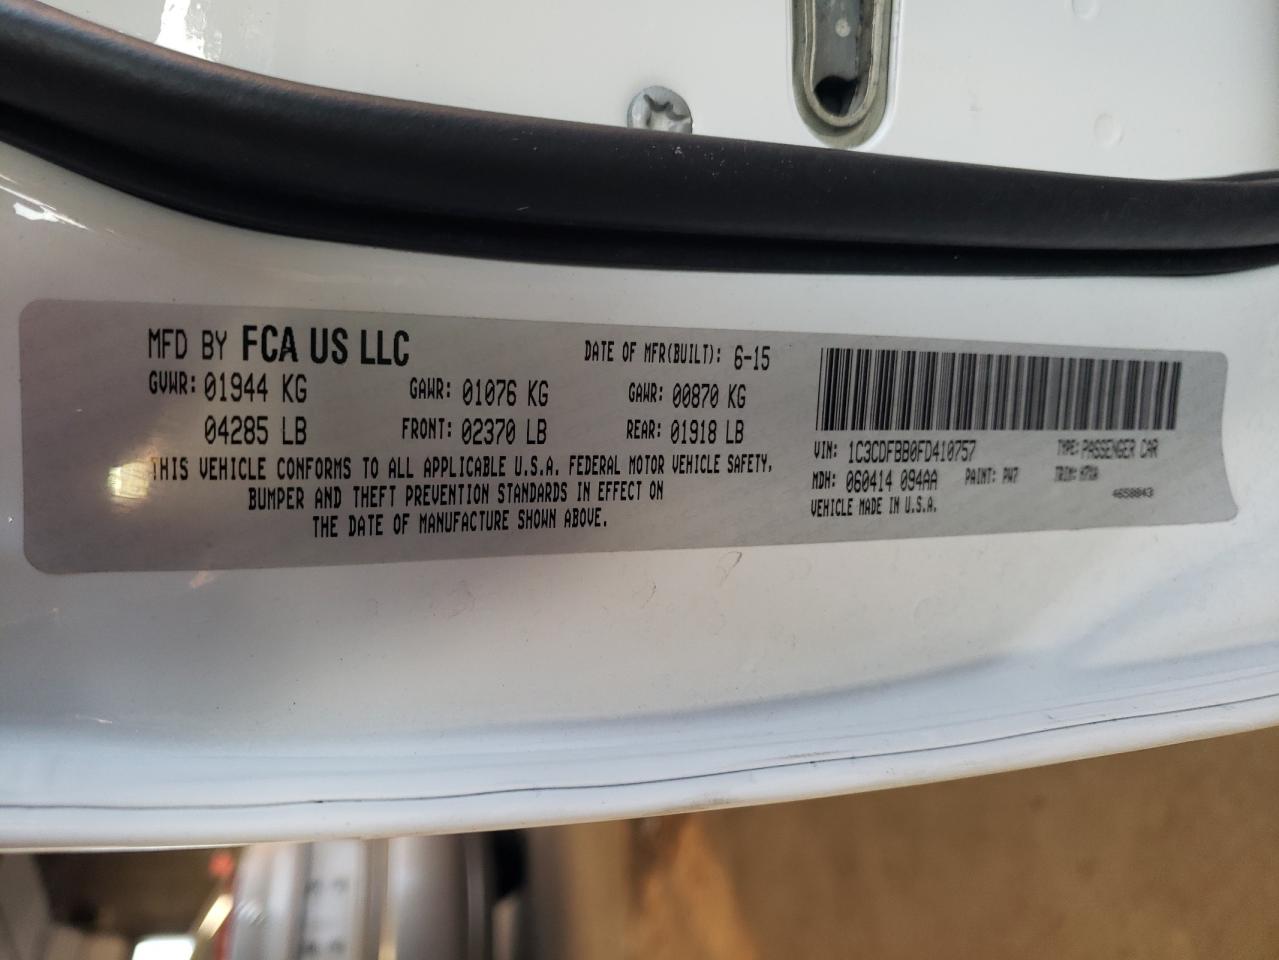 MFD BY FCA US LLC DATE OF MFR(BUILT): 6-15
GVWR: 01944 KG GAWR: 01076 KG GAWR: 00870 KG
04285 LB FRONT: 02370 LB REAR: 01918 LB
THIS VEHICLE CONFORMS TO ALL APPLICABLE U.S.A. FEDERAL MOTOR VEHICLE SAFETY,
BUMPER AND THEFT PREVENTION STANDARDS IN EFFECT ON
THE DATE OF MANUFACTURE SHOWN ABOVE.
VIN: 1C3CDFBB0FD410757 TYPE: PASSENGER CAR
MDH: 060414 094AA PAINT: PW7 TRIM:
VEHICLE MADE IN U.S.A. 4658843